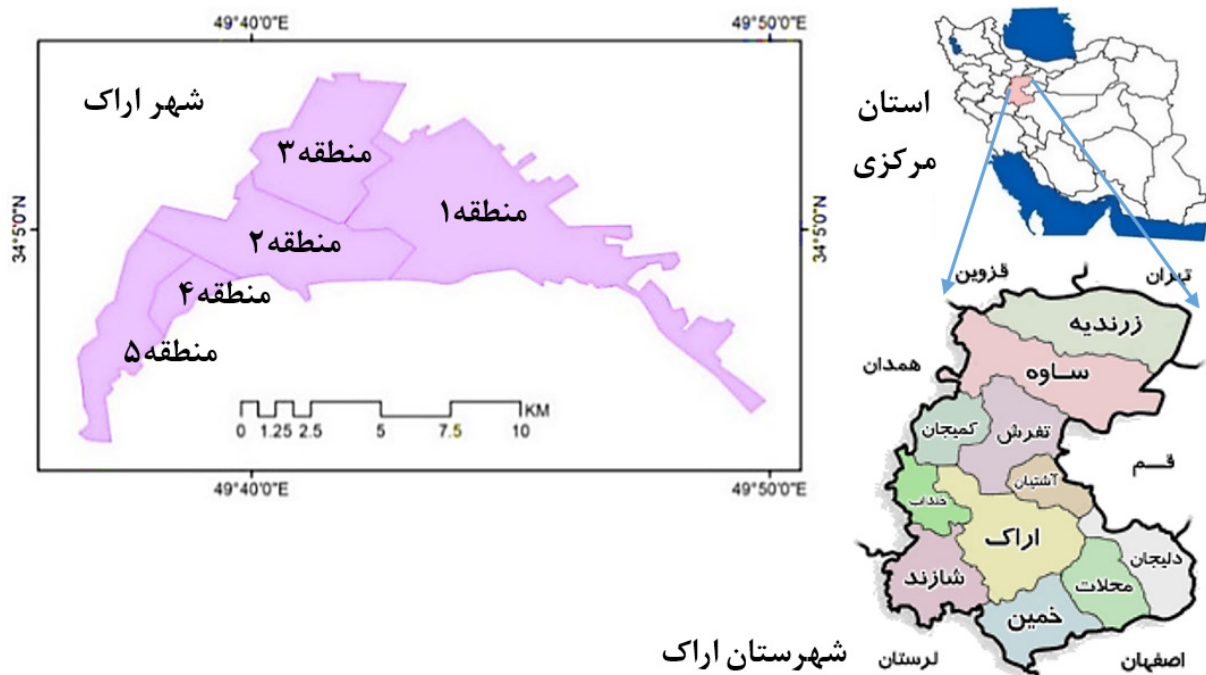 49°40'0"E
49°50'0"E
شهر اراک
منطقه۳
منطقه۱
منطقه۲
منطقه۴
منطقه۵
34°5'0"N
34°5'0"N
KM
0 1.25 2.5 5 7.5 10
49°40'0"E
49°50'0"E
استان
مرکزی
قزوین
تهران
زرندیه
ساوه
همدان
کمیجان
تفرش
قم
آشتیان
خنداب
اراک
دلیجان
شازند
محلات
خمین
لرستان
اصفهان
شهرستان اراک